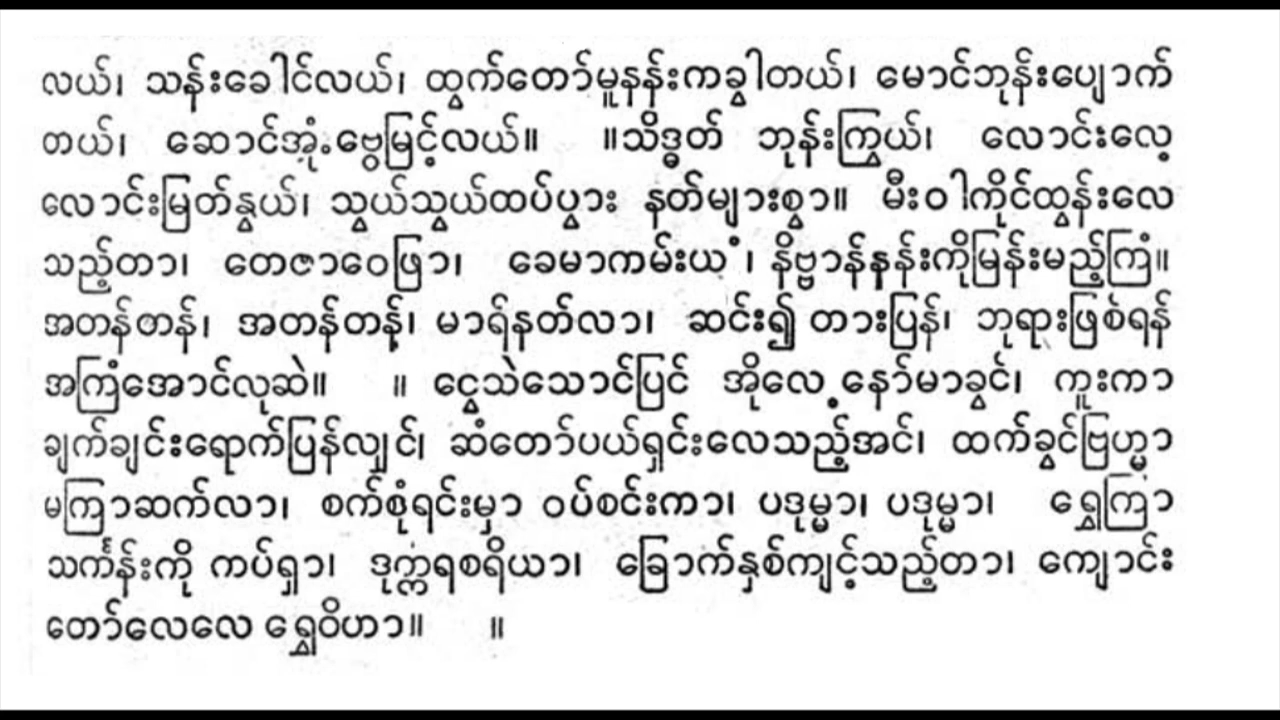 လယ်၊ သန်းခေါင်လယ်၊ ထွက်တော်မူနန်းကခွါတယ်၊ မောင်ဘုန်းပျောက်
တယ်၊ ဆောင်အုံ့ဗွေမြင့်လယ်။ ။သိဒ္ဓတ် ဘုန်းကြွယ်၊ လောင်းလေ့
လောင်းမြတ်နွယ်၊ သွယ်သွယ်ထပ်ပွား နတ်များစွာ။ မီးဝါကိုင်ထွန်းလေ
သည့်တာ၊ တေဇာဝေဖြာ၊ ခေမာကမ်းယံ၊ နိဗ္ဗာန်နန်းကိုမြန်းမည့်ကြံ။
အတန်တန်၊ အတန်တန့်၊ မာရ်နတ်လာ၊ ဆင်း၍ တားပြန်၊ ဘုရားဖြစ်ရန်
အကြံအောင်လုဆဲ။ ။ ငွေသဲသောင်ပြင် အိုလေ့နော်မာခွင်၊ ကူးကာ
ချက်ချင်းရောက်ပြန်လျှင်၊ ဆံတော်ပယ်ရှင်းလေသည့်အင်၊ ထက်ခွင်ဗြဟ္မာ
မကြာဆက်လာ၊ စက်စုံရင်းမှာ ဝပ်စင်းကာ၊ ပဒုမ္မာ၊ ပဒုမ္မာ၊ ရွှေကြာ
သင်္ကန်းကို ကပ်ရှာ၊ ဒုက္ကရစရိယာ၊ ခြောက်နှစ်ကျင့်သည့်တာ၊ ကျောင်း
တော်လေလေ ရွှေဝိဟာ။ ။